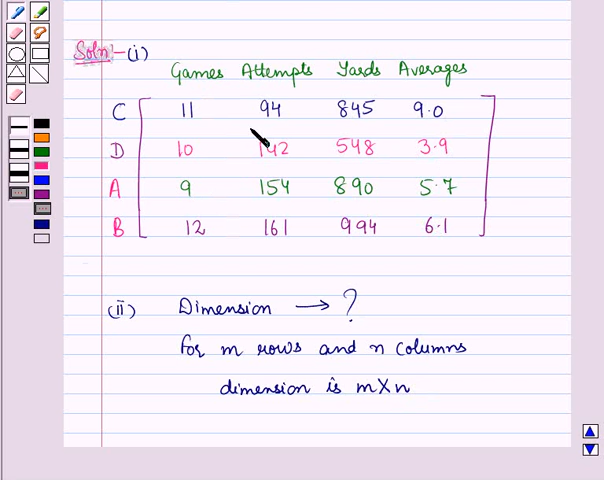 Soln - (i)
Games Attempts Yards Averages
C 11 94 845 9.0
D 10 142 548 3.9
A 9 154 890 5.7
B 12 161 994 6.1
(ii) Dimension → ?
for m rows and n columns
dimension is m×n